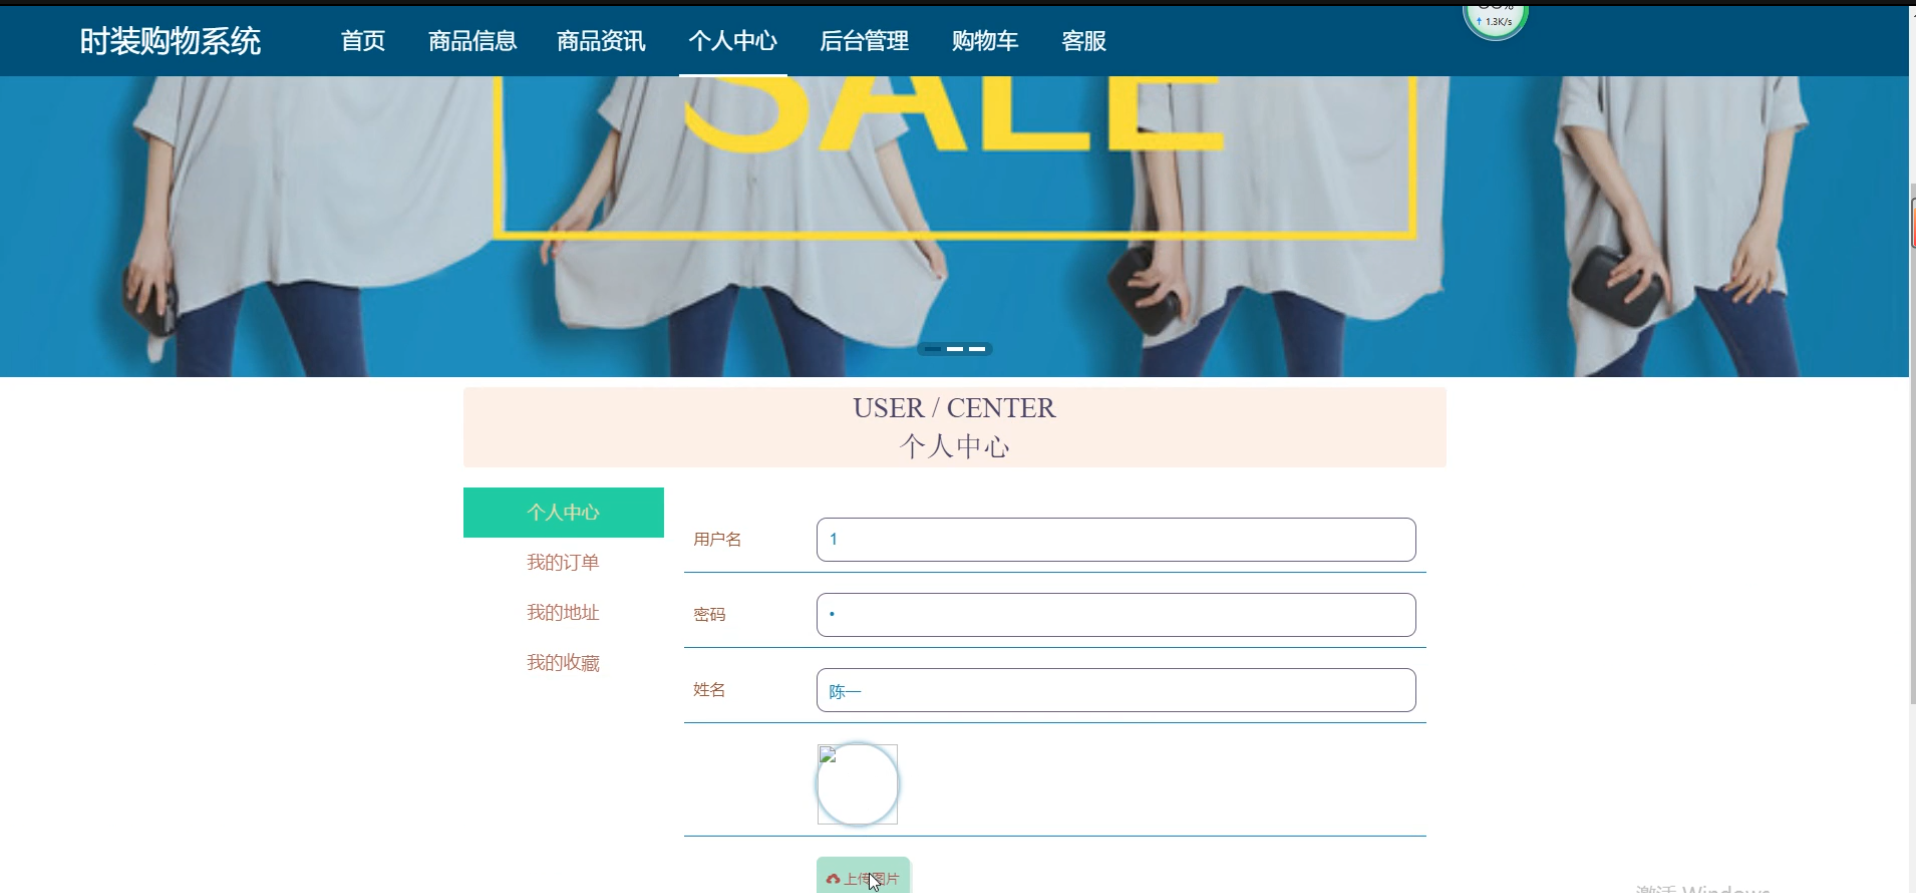 ↑ 1.3K/s
时装购物系统 首页 商品信息 商品资讯 个人中心 后台管理 购物车 客服
SALE
USER / CENTER
个人中心
个人中心
我的订单
我的地址
我的收藏
用户名 1
密码 •
姓名 陈一
上传图片
激活 Windows